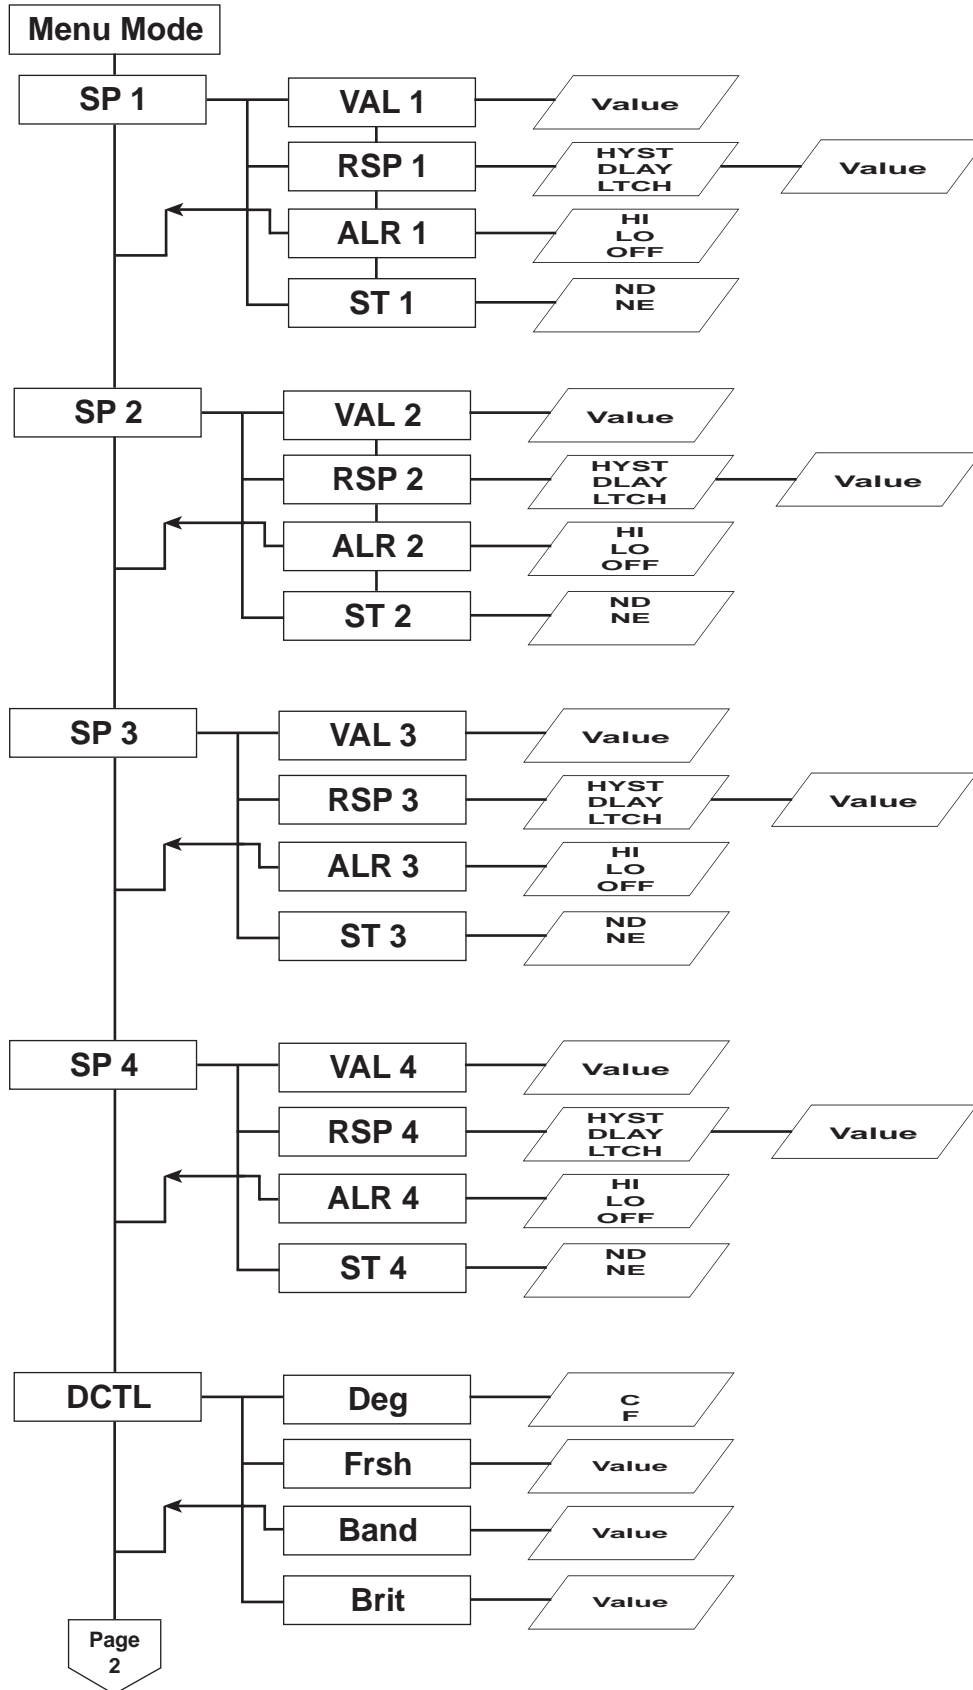 Menu Mode
SP 1
VAL 1
Value
RSP 1
HYST
DLAY
LTCH
Value
ALR 1
HI
LO
OFF
ST 1
ND
NE
SP 2
VAL 2
Value
RSP 2
HYST
DLAY
LTCH
Value
ALR 2
HI
LO
OFF
ST 2
ND
NE
SP 3
VAL 3
Value
RSP 3
HYST
DLAY
LTCH
Value
ALR 3
HI
LO
OFF
ST 3
ND
NE
SP 4
VAL 4
Value
RSP 4
HYST
DLAY
LTCH
Value
ALR 4
HI
LO
OFF
ST 4
ND
NE
DCTL
Deg
C
F
Frsh
Value
Band
Value
Brit
Value
Page
2